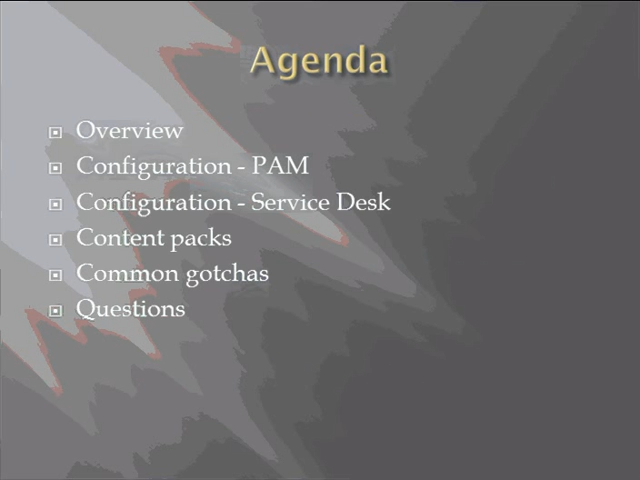 Agenda
Overview
Configuration - PAM
Configuration - Service Desk
Content packs
Common gotchas
Questions